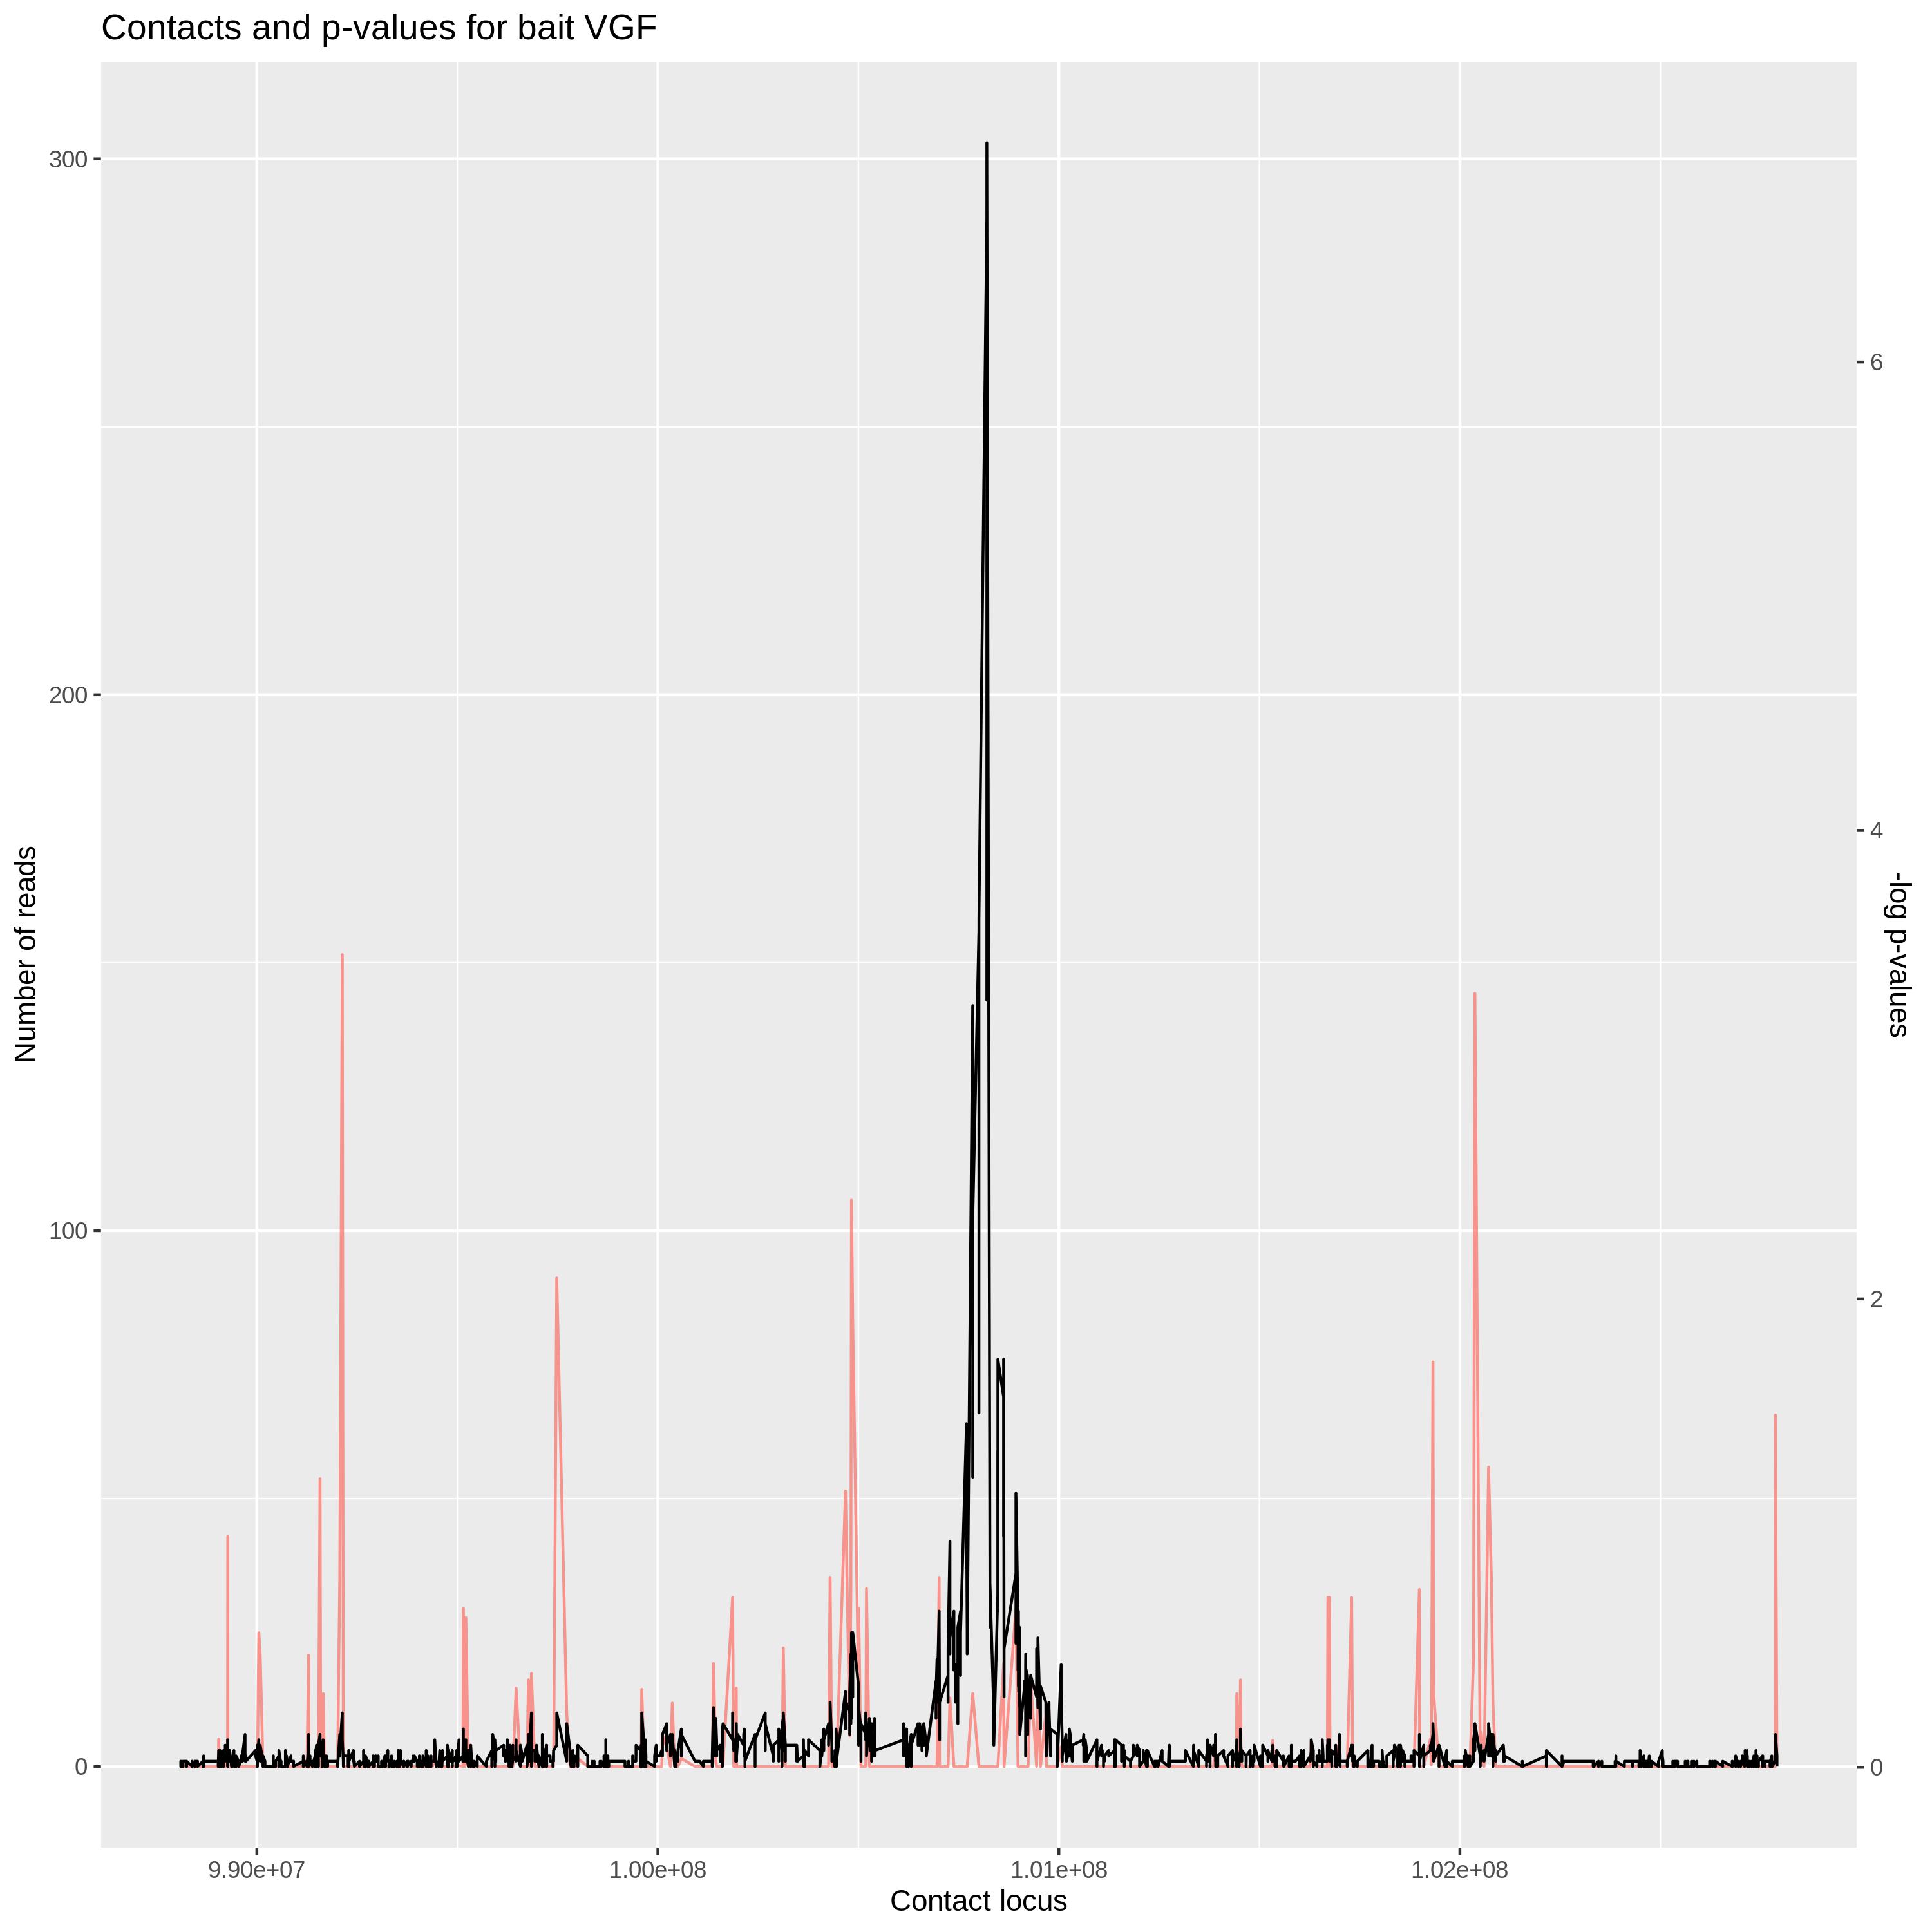 Contacts and p-values for bait VGF
300
200
100
0
Number of reads
6
4
2
0
-log p-values
9.90e+07
1.00e+08
1.01e+08
1.02e+08
Contact locus